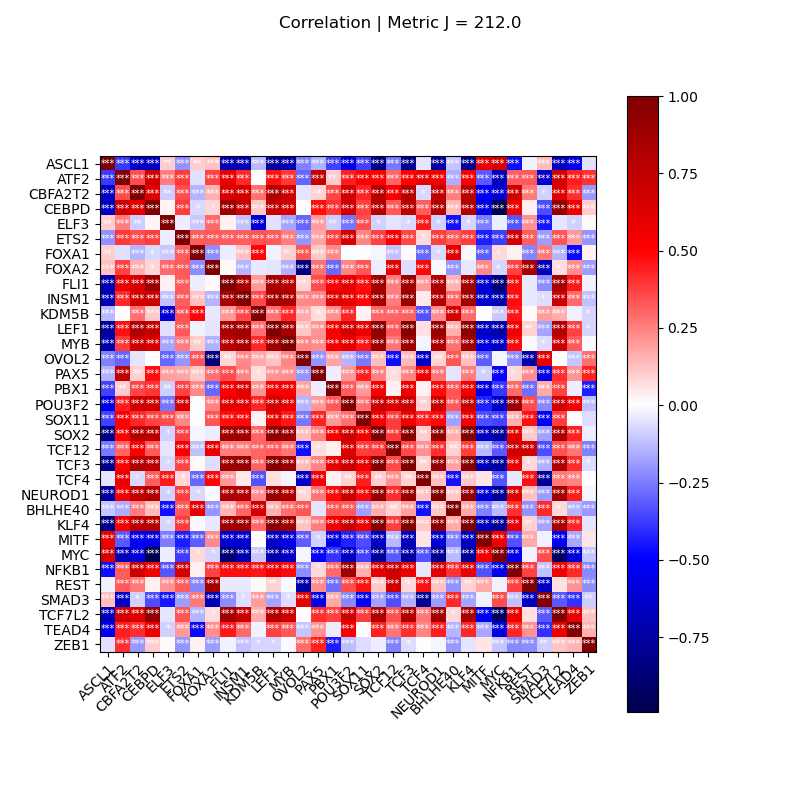 Correlation | Metric J = 212.0
ASCL1
ATF2
CBFA2T2
CEBPD
ELF3
ETS2
FOXA1
FOXA2
FLI1
INSM1
KDM5B
LEF1
MYB
OVOL2
PAX5
PBX1
POU3F2
SOX11
SOX2
TCF12
TCF3
TCF4
NEUROD1
BHLHE40
KLF4
MITF
MYC
NFKB1
REST
SMAD3
TCF7L2
TEAD4
ZEB1
ASCL1
ATF2
CBFA2T2
CEBPD
ELF3
ETS2
FOXA1
FOXA2
FLI1
INSM1
KDM5B
LEF1
MYB
OVOL2
PAX5
PBX1
POU3F2
SOX11
SOX2
TCF12
TCF3
TCF4
NEUROD1
BHLHE40
KLF4
MITF
MYC
NFKB1
REST
SMAD3
TCF7L2
TEAD4
ZEB1
1.00
0.75
0.50
0.25
0.00
−0.25
−0.50
−0.75